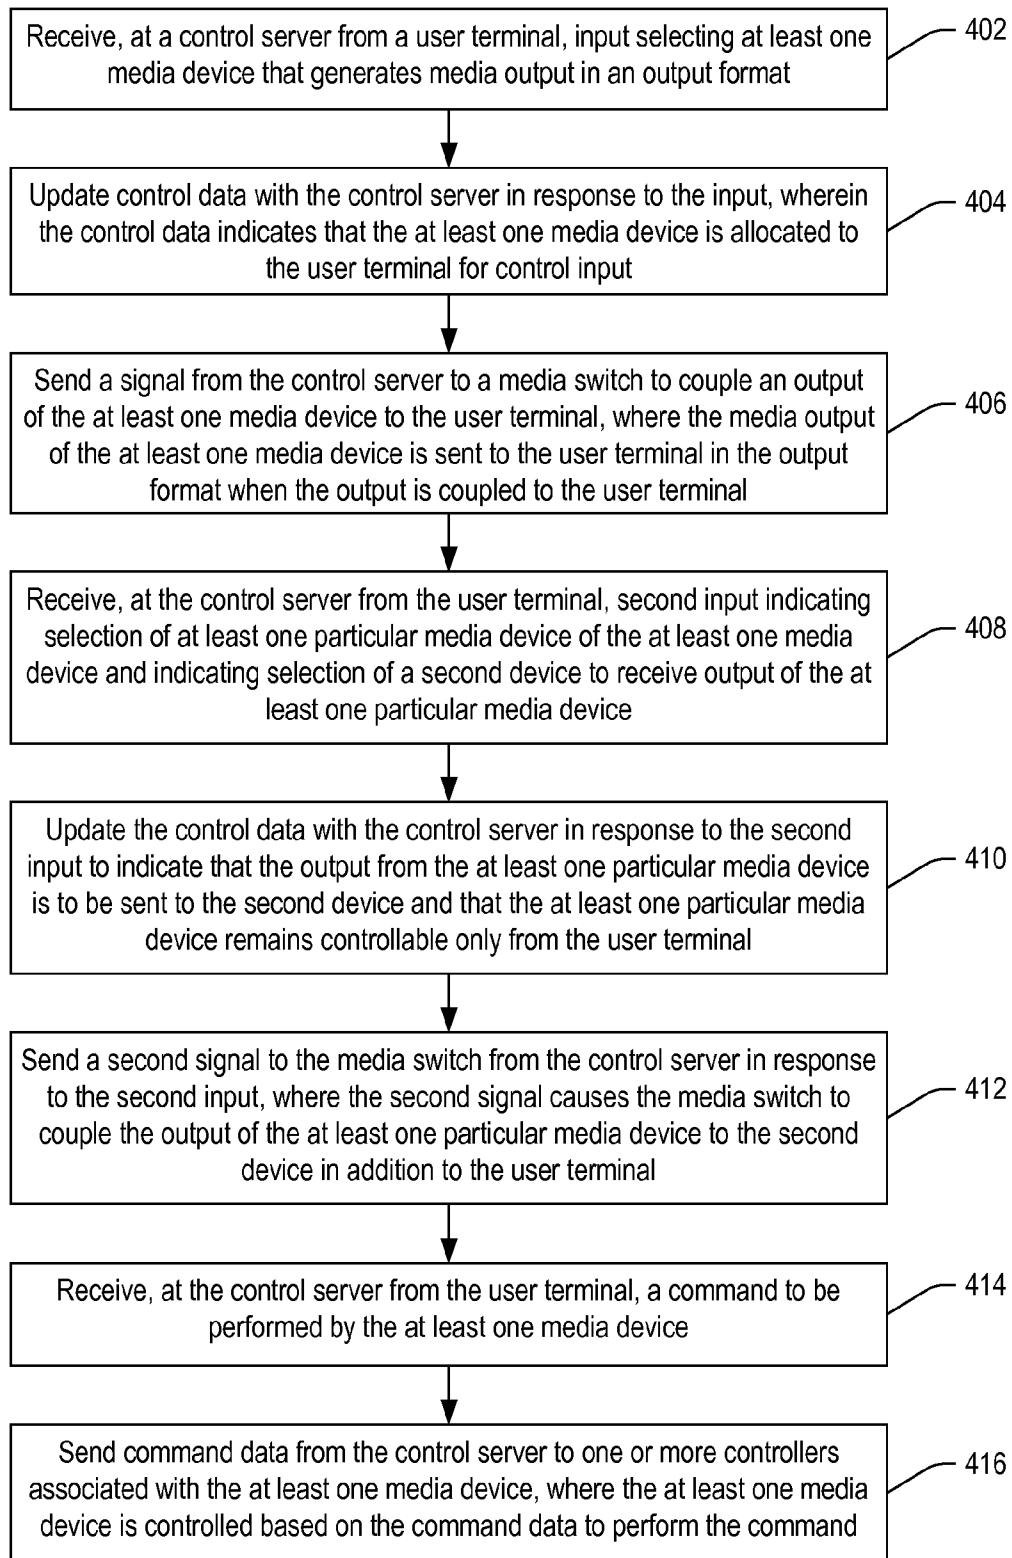 Receive, at a control server from a user terminal, input selecting at least one
media device that generates media output in an output format
402
Update control data with the control server in response to the input, wherein
the control data indicates that the at least one media device is allocated to
the user terminal for control input
404
Send a signal from the control server to a media switch to couple an output
of the at least one media device to the user terminal, where the media output
of the at least one media device is sent to the user terminal in the output
format when the output is coupled to the user terminal
406
Receive, at the control server from the user terminal, second input indicating
selection of at least one particular media device of the at least one media
device and indicating selection of a second device to receive output of the at
least one particular media device
408
Update the control data with the control server in response to the second
input to indicate that the output from the at least one particular media device
is to be sent to the second device and that the at least one particular media
device remains controllable only from the user terminal
410
Send a second signal to the media switch from the control server in response
to the second input, where the second signal causes the media switch to
couple the output of the at least one particular media device to the second
device in addition to the user terminal
412
Receive, at the control server from the user terminal, a command to be
performed by the at least one media device
414
Send command data from the control server to one or more controllers
associated with the at least one media device, where the at least one media
device is controlled based on the command data to perform the command
416